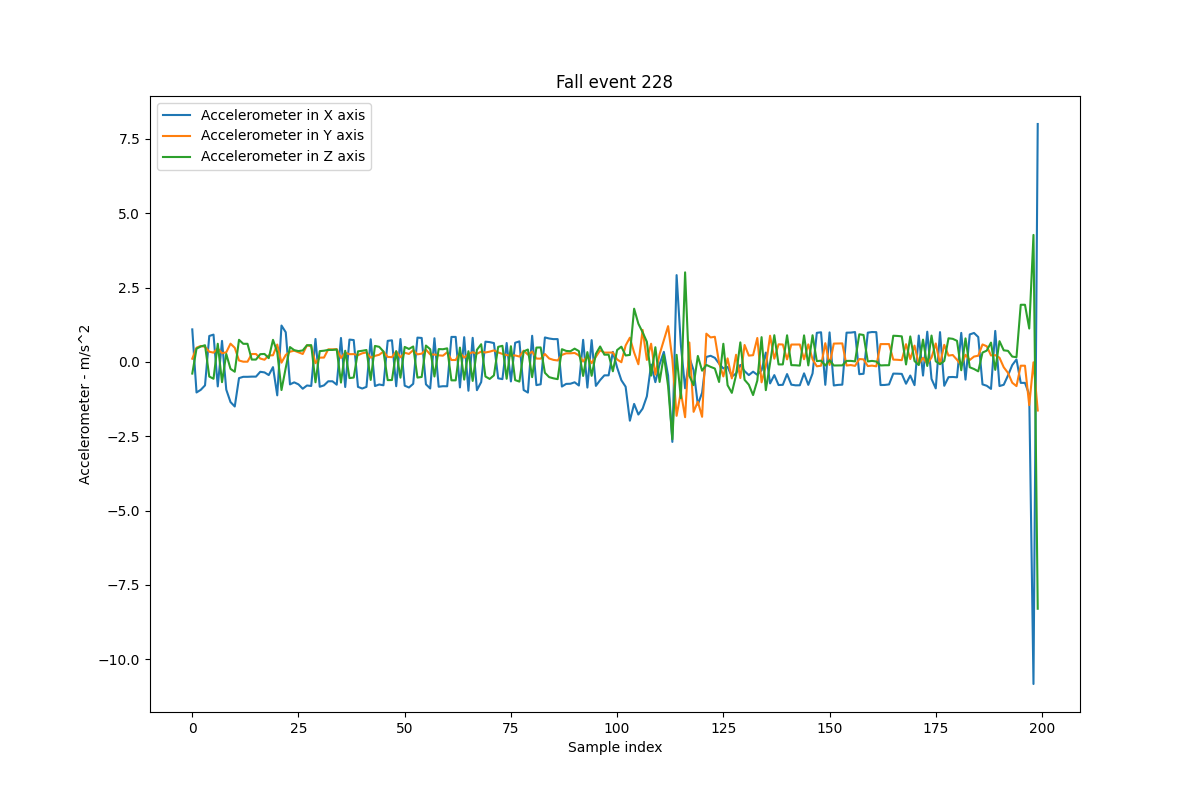 Fall event 228
Accelerometer in X axis
Accelerometer in Y axis
Accelerometer in Z axis
7.5
5.0
2.5
0.0
−2.5
−5.0
−7.5
−10.0
Accelerometer - m/s^2
0 25 50 75 100 125 150 175 200
Sample index